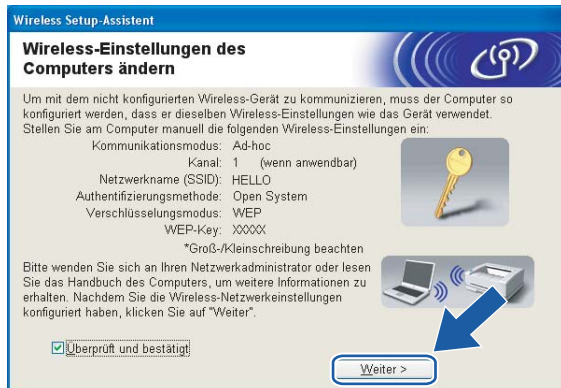 Wireless Setup-Assistent
Wireless-Einstellungen des
Computers ändern
Um mit dem nicht konfigurierten Wireless-Gerät zu kommunizieren, muss der Computer so
konfiguriert werden, dass er dieselben Wireless-Einstellungen wie das Gerät verwendet.
Stellen Sie am Computer manuell die folgenden Wireless-Einstellungen ein:
Kommunikationsmodus: Ad-hoc
Kanal: 1 (wenn anwendbar)
Netzwerkname (SSID): HELLO
Authentifizierungsmethode: Open System
Verschlüsselungsmodus: WEP
WEP-Key: XXXXX
*Groß-/Kleinschreibung beachten
Bitte wenden Sie sich an Ihren Netzwerkadministrator oder lesen
Sie das Handbuch des Computers, um weitere Informationen zu
erhalten. Nachdem Sie die Wireless-Netzwerkeinstellungen
konfiguriert haben, klicken Sie auf "Weiter".
Überprüft und bestätigt
Weiter >